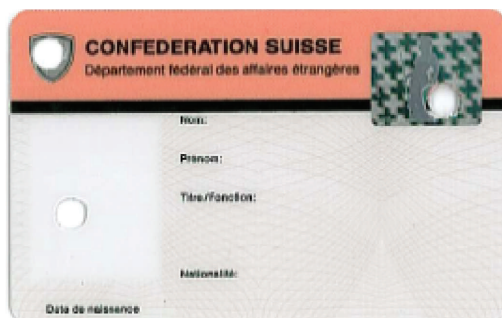 CONFEDERATION SUISSE
Département fédéral des affaires étrangères
Nom:
Prénom:
Titre/Fonction:
Nationalité:
Date de naissance